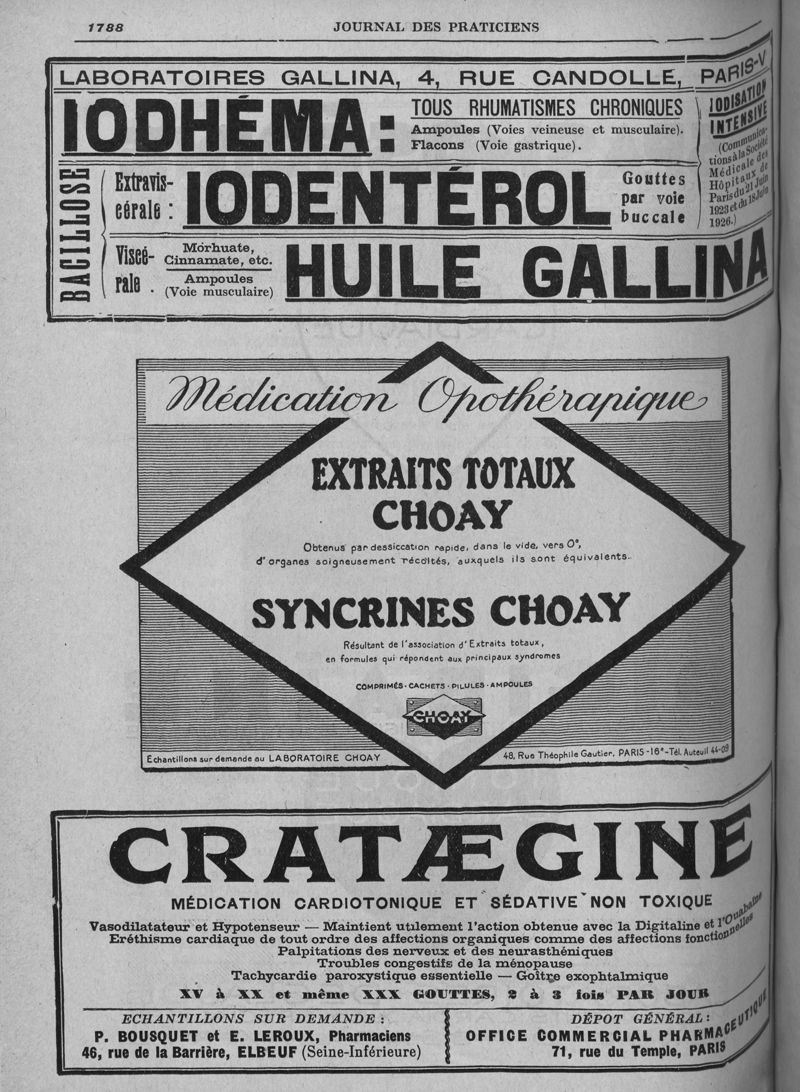 1788
JOURNAL DES PRATICIENS
LABORATOIRES GALLINA, 4, RUE CANDOLLE, PARIS-V
IODHÉMA:
TOUS RHUMATISMES CHRONIQUES
Ampoules (Voies veineuse et musculaire).
Flacons (Voie gastrique).
IODISATION
INTENSIVE
(Communica-
tions à la Société
Médicale des
Hôpitaux de
Paris du 21 Juin
1923 et du 18 Juin
1926.)
BACILLOSE
Extravis-
cérale :
IODENTÉROL
Gouttes
par voie
buccale
Viscé-
rale .
Morhuate,
Cinnamate, etc.
Ampoules
(Voie musculaire)
HUILE GALLINA
Médication Opothérapique
EXTRAITS TOTAUX
CHOAY
Obtenus par dessiccation rapide, dans le vide, vers 0°,
d'organes soigneusement récoltés, auxquels ils sont équivalents..
SYNCRINES CHOAY
Résultant de l'association d'Extraits totaux,
en formules qui répondent aux principaux syndromes
COMPRIMÉS - CACHETS - PILULES - AMPOULES
CHOAY
Echantillons sur demande au LABORATOIRE CHOAY
48, Rue Théophile Gautier, PARIS-16e-Tél. Auteuil 44-09
CRATÆGINE
MÉDICATION CARDIOTONIQUE ET SÉDATIVE NON TOXIQUE
Vasodilatateur et Hypotenseur — Maintient utilement l'action obtenue avec la Digitaline et l'Ouabaïne
Eréthisme cardiaque de tout ordre des affections organiques comme des affections fonctionnelles
Palpitations des nerveux et des neurasthéniques
Troubles congestifs de la ménopause
Tachycardie paroxystique essentielle — Goître exophtalmique
XV à XX et même XXX GOUTTES, 2 à 3 fois PAR JOUR
ECHANTILLONS SUR DEMANDE :
P. BOUSQUET et E. LEROUX, Pharmaciens
46, rue de la Barrière, ELBEUF (Seine-Inférieure)
DÉPOT GÉNÉRAL :
OFFICE COMMERCIAL PHARMACEUTIQUE
71, rue du Temple, PARIS